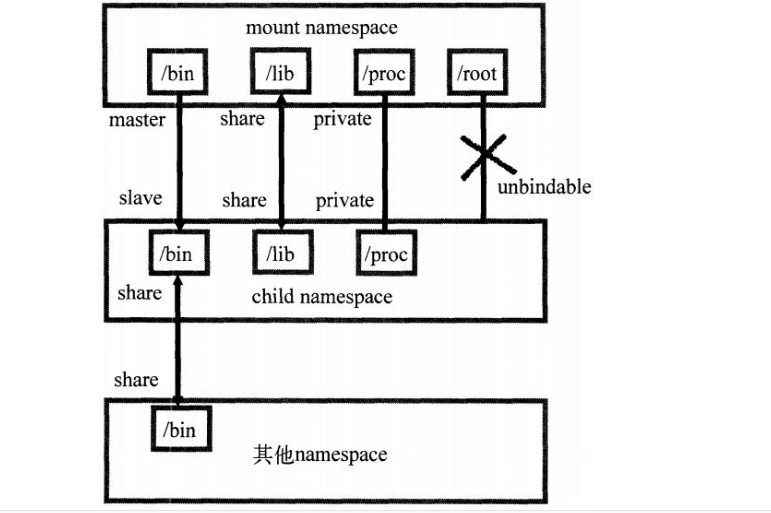 mount namespace
/bin
/lib
/proc
/root
master
share
private
unbindable
slave
share
private
/bin
/lib
/proc
share
child namespace
share
/bin
其他namespace